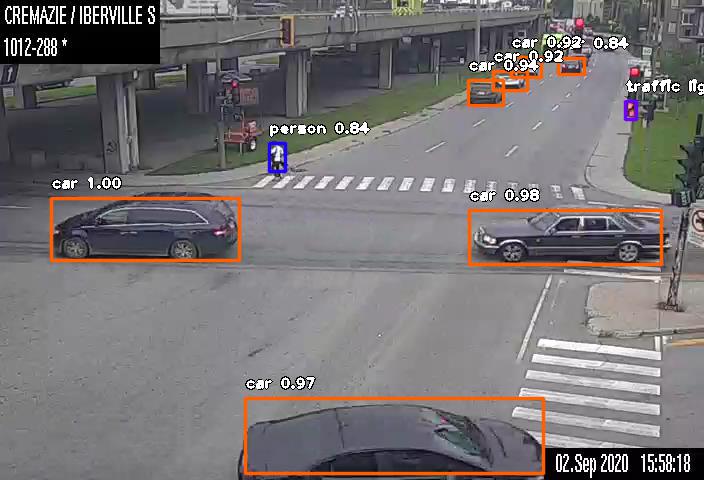 CREMAZIE / IBERVILLE S
1012-288 *
car 0.92
0.84
car 0.92
car 0.94
traffic lig
person 0.84
car 1.00
car 0.98
car 0.97
02.Sep 2020 15:58:18